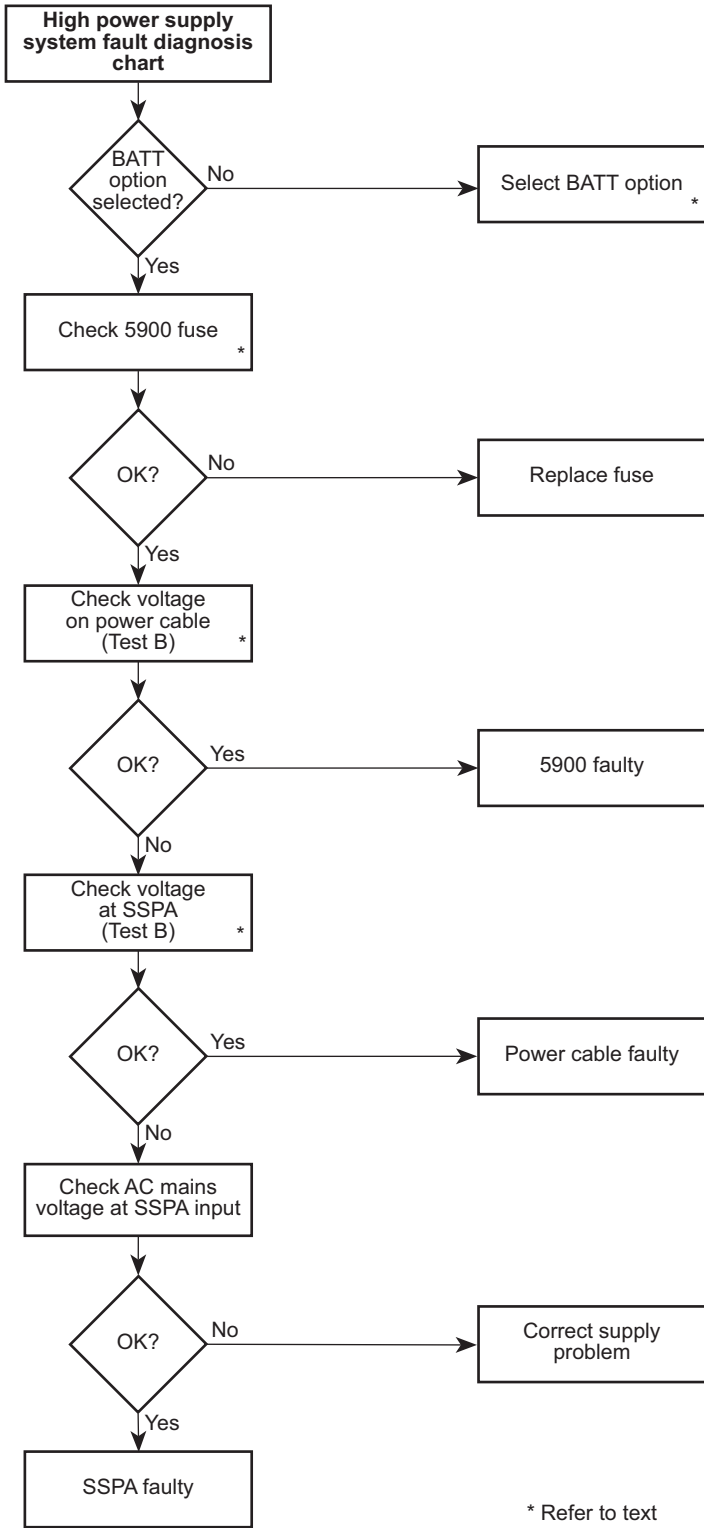 High power supply
system fault diagnosis
chart
BATT
option
selected?
No
Select BATT option
*
Yes
Check 5900 fuse
*
OK?
No
Replace fuse
Yes
Check voltage
on power cable
(Test B)
*
OK?
Yes
5900 faulty
No
Check voltage
at SSPA
(Test B)
*
OK?
Yes
Power cable faulty
No
Check AC mains
voltage at SSPA input
OK?
No
Correct supply
problem
Yes
SSPA faulty
* Refer to text